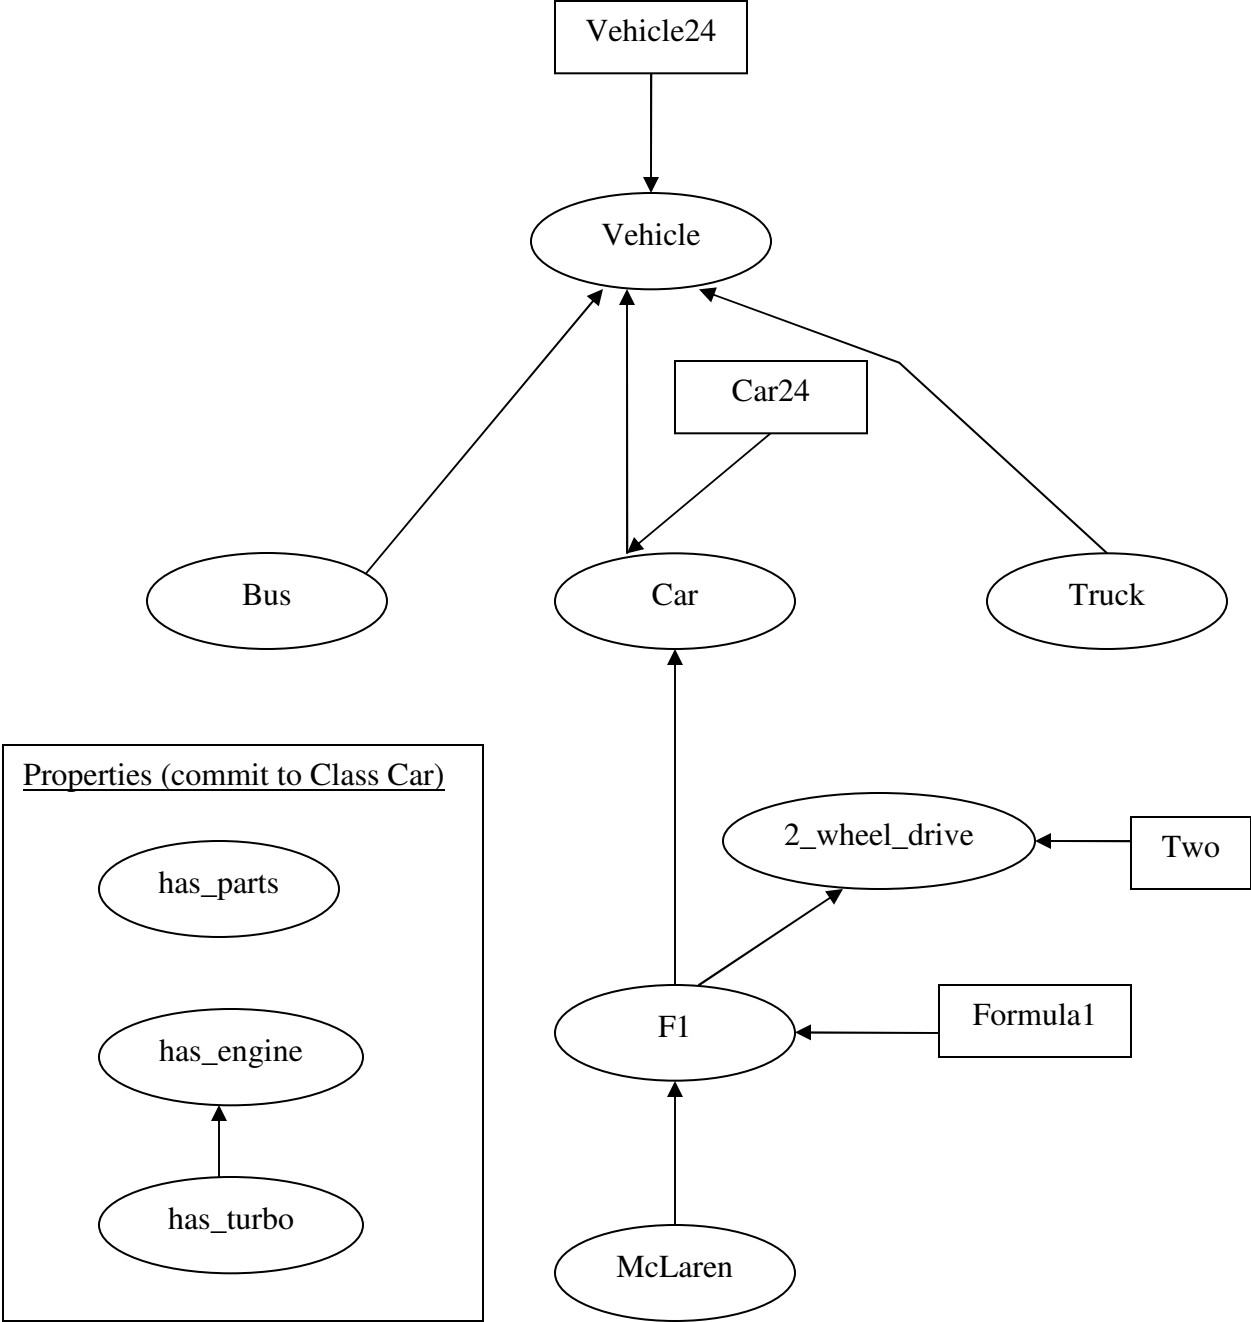 Vehicle24
Vehicle
Car24
Bus
Car
Truck
Properties (commit to Class Car)
2_wheel_drive
Two
has_parts
F1
Formula1
has_engine
has_turbo
McLaren